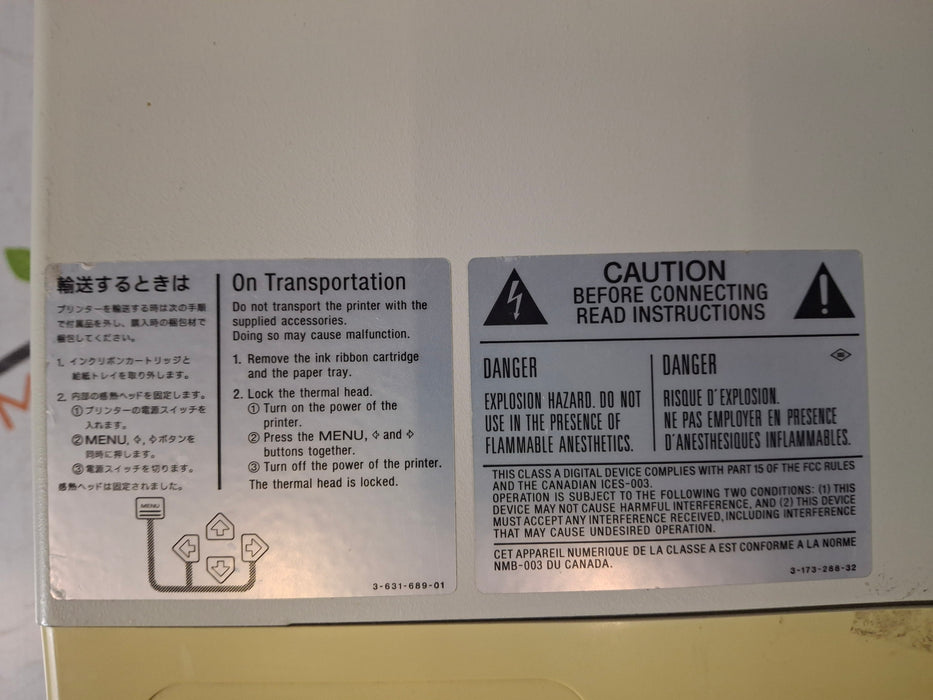 輸送するときは
プリンターを輸送する時は次の手順
で付属品を外し、購入時の梱包材で
梱包してください。
1. インクリボンカートリッジと
給紙トレイを取り外します。
2. 内部の感熱ヘッドを固定します。
①プリンターの電源スイッチを
入れます。
②MENU, ⬦, ⬦ボタンを
同時に押します。
③電源スイッチを切ります。
感熱ヘッドは固定されました。
MENU
On Transportation
Do not transport the printer with the
supplied accessories.
Doing so may cause malfunction.
1. Remove the ink ribbon cartridge
and the paper tray.
2. Lock the thermal head.
① Turn on the power of the
printer.
② Press the MENU, ⬦ and ⬦
buttons together.
③ Turn off the power of the printer.
The thermal head is locked.
3-631-689-01
CAUTION
BEFORE CONNECTING
READ INSTRUCTIONS
DANGER
EXPLOSION HAZARD. DO NOT
USE IN THE PRESENCE OF
FLAMMABLE ANESTHETICS.
DANGER
RISQUE D'EXPLOSION.
NE PAS EMPLOYER EN PRESENCE
D'ANESTHESIQUES INFLAMMABLES.
THIS CLASS A DIGITAL DEVICE COMPLIES WITH PART 15 OF THE FCC RULES
AND THE CANADIAN ICES-003.
OPERATION IS SUBJECT TO THE FOLLOWING TWO CONDITIONS: (1) THIS
DEVICE MAY NOT CAUSE HARMFUL INTERFERENCE, AND (2) THIS DEVICE
MUST ACCEPT ANY INTERFERENCE RECEIVED, INCLUDING INTERFERENCE
THAT MAY CAUSE UNDESIRED OPERATION.
CET APPAREIL NUMERIQUE DE LA CLASSE A EST CONFORME A LA NORME
NMB-003 DU CANADA.
3-173-288-32